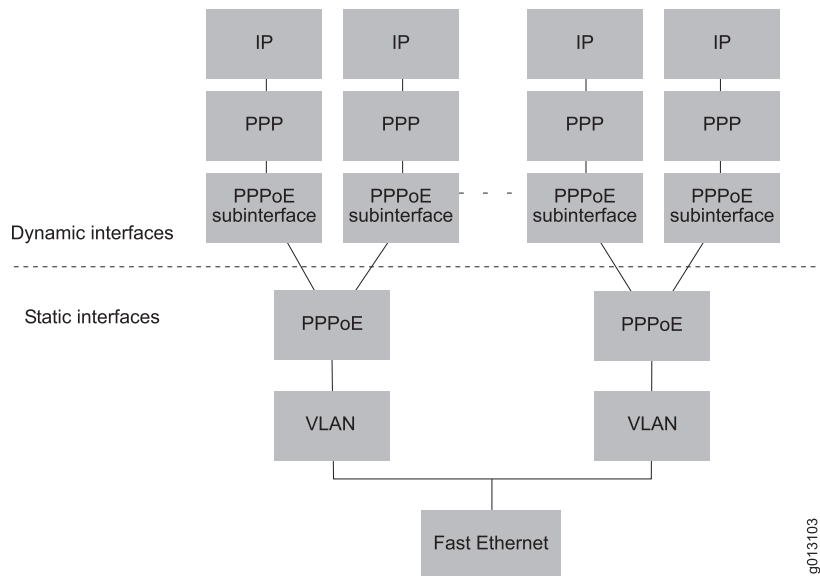 IP IP IP IP
PPP PPP PPP PPP
PPPoE PPPoE PPPoE PPPoE
subinterface subinterface subinterface subinterface
Dynamic interfaces
Static interfaces
PPPoE PPPoE
VLAN VLAN
Fast Ethernet
g013103